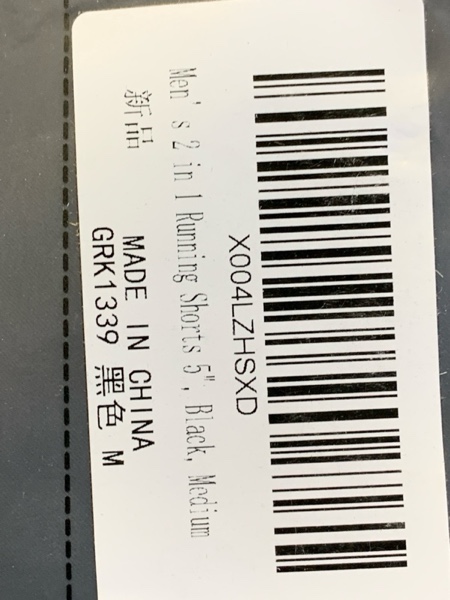 X004LZHSXD
Men's 2 in 1 Running Shorts 5", Black, Medium
新品
MADE IN CHINA
GRK1339 黑色 M